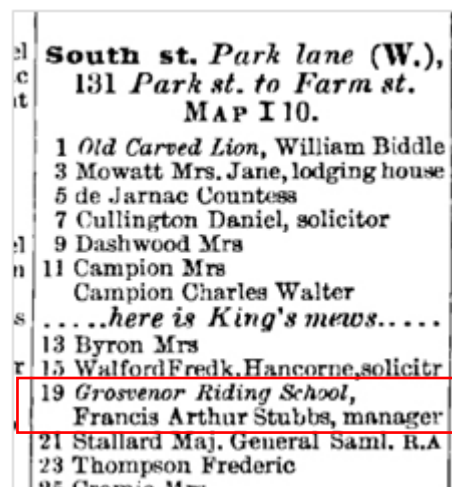 South st. Park lane (W.),
131 Park st. to Farm st.
MAP I 10.
1 Old Carved Lion, William Biddle
3 Mowatt Mrs. Jane, lodging house
5 de Jarnac Countess
7 Cullington Daniel, solicitor
9 Dashwood Mrs
11 Campion Mrs
Campion Charles Walter
.....here is King's mews.....
13 Byron Mrs
15 Walford Fredk. Hancorne, solicitr
19 Grosvenor Riding School,
Francis Arthur Stubbs, manager
21 Stallard Maj. General Saml. R.A
23 Thompson Frederic